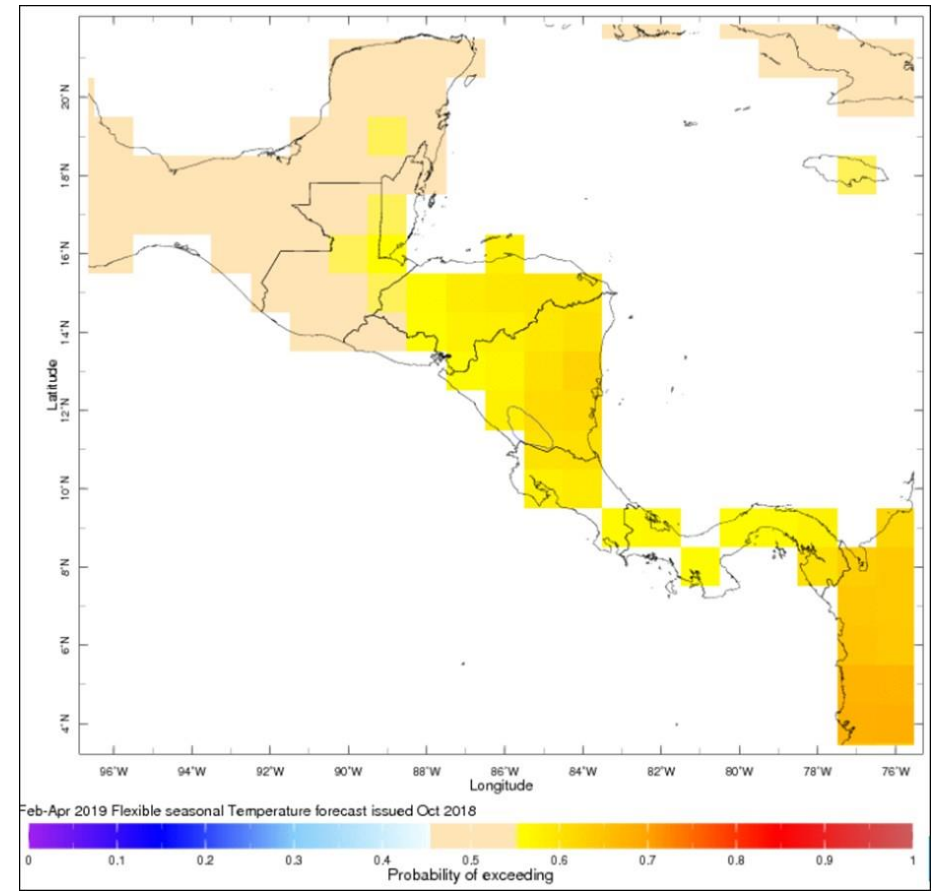 20°N
18°N
16°N
14°N
12°N
10°N
8°N
6°N
4°N
Latitude
96°W 94°W 92°W 90°W 88°W 86°W 84°W 82°W 80°W 78°W 76°W
Longitude
Feb-Apr 2019 Flexible seasonal Temperature forecast issued Oct 2018
0 0.1 0.2 0.3 0.4 0.5 0.6 0.7 0.8 0.9 1
Probability of exceeding